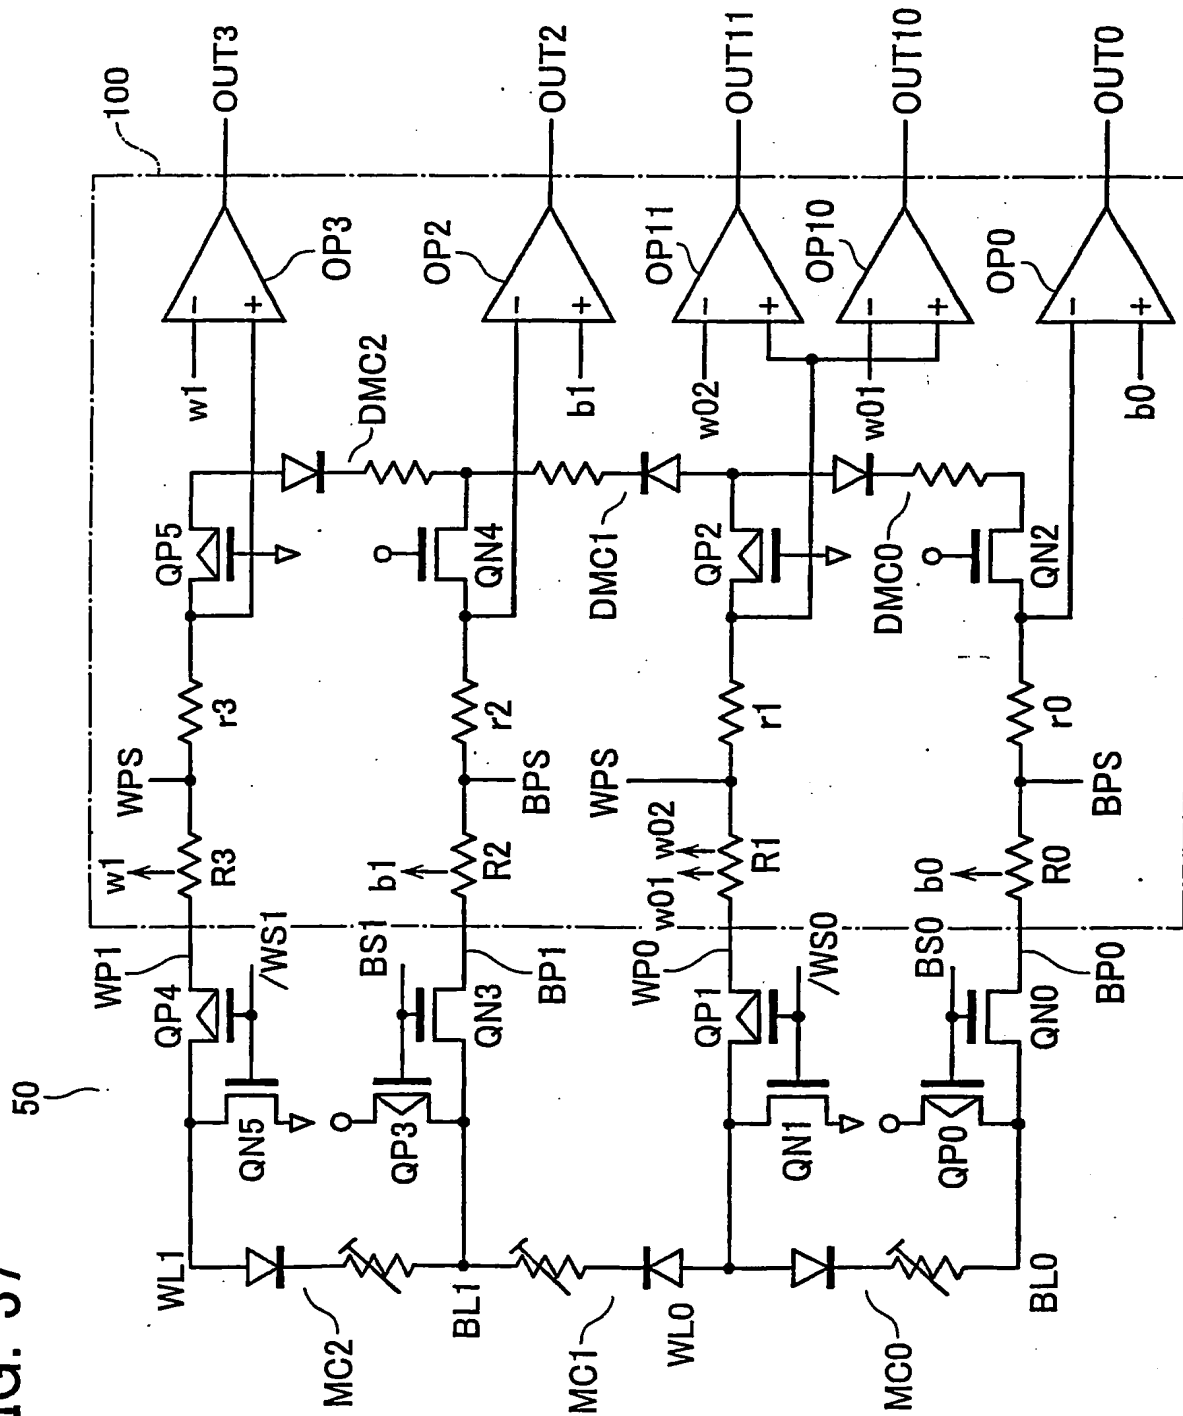 FIG. 37
50
100
WL1
MC2
BL1
MC1
WL0
MC0
BL0
QN5
QP3
QN1
QP0
QP4
/WS1
BS1
QN3
QP1
/WS0
BS0
QN0
WP1
BP1
WP0
BP0
w1
R3
b1
R2
w01
w02
R1
b0
R0
WPS
BPS
WPS
BPS
r3
r2
r1
r0
QP5
QN4
QP2
QN2
DMC2
DMC1
DMC0
w1
b1
w02
w01
b0
-
+
OP3
-
+
OP2
-
+
OP11
-
+
OP10
-
+
OP0
OUT3
OUT2
OUT11
OUT10
OUT0